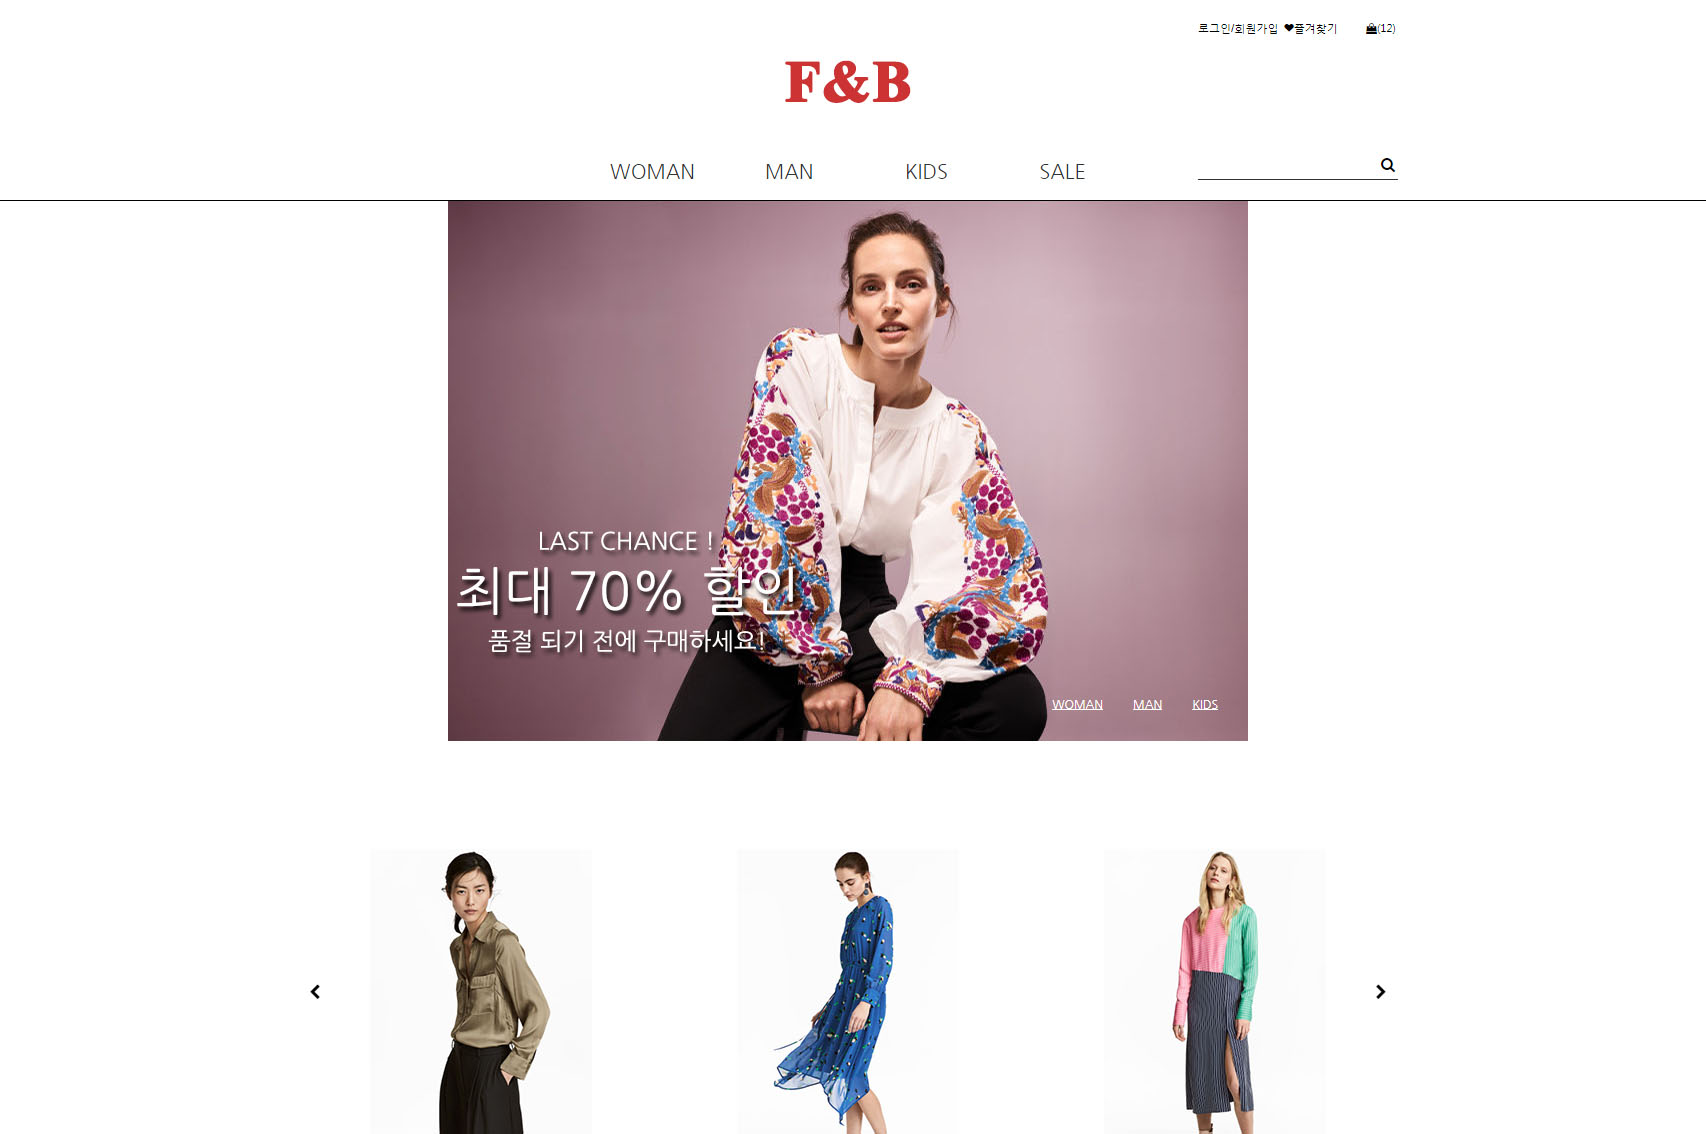 로그인/회원가입 ❤즐겨찾기 (12)
F&B
WOMAN MAN KIDS SALE
LAST CHANCE !
최대 70% 할인
품절 되기 전에 구매하세요!
WOMAN MAN KIDS